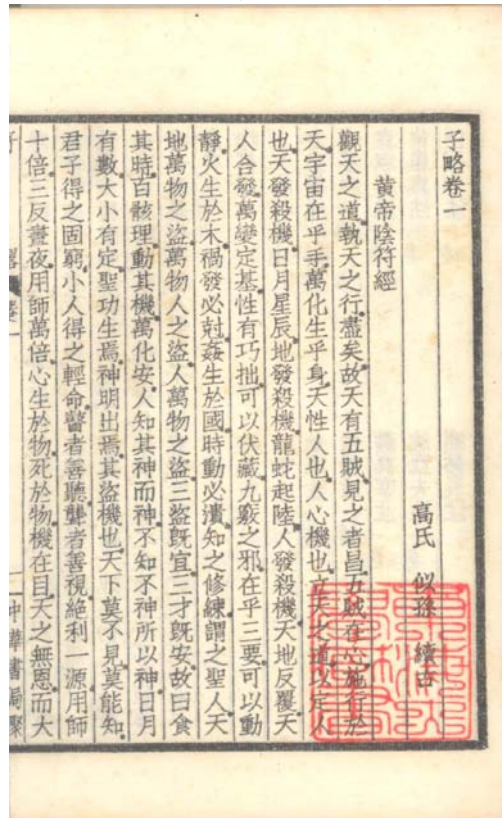 子略卷一
高氏 似孫 續古
黃帝陰符經
觀天之道執天之行盡矣故天有五賊見之者昌五賊在心施行於
天宇宙在乎手萬化生乎身天性人也人心機也立天之道以定人
也天發殺機日月星辰地發殺機龍蛇起陸人發殺機天地反覆天
人合發萬變定基性有巧拙可以伏藏九竅之邪在乎三要可以動
靜火生於木禍發必尅姦生於國時動必潰知之修練謂之聖人天
地萬物之盜萬物人之盜人萬物之盜三盜旣宜三才旣安故曰食
其時百骸理動其機萬化安人知其神而神不知不神所以神日月
有數大小有定聖功生焉神明出焉其盜機也天下莫不見莫能知
君子得之固窮小人得之輕命瞽者善聽聾者善視絕利一源用師
十倍三反晝夜用師萬倍心生於物死於物機在目天之無恩而大